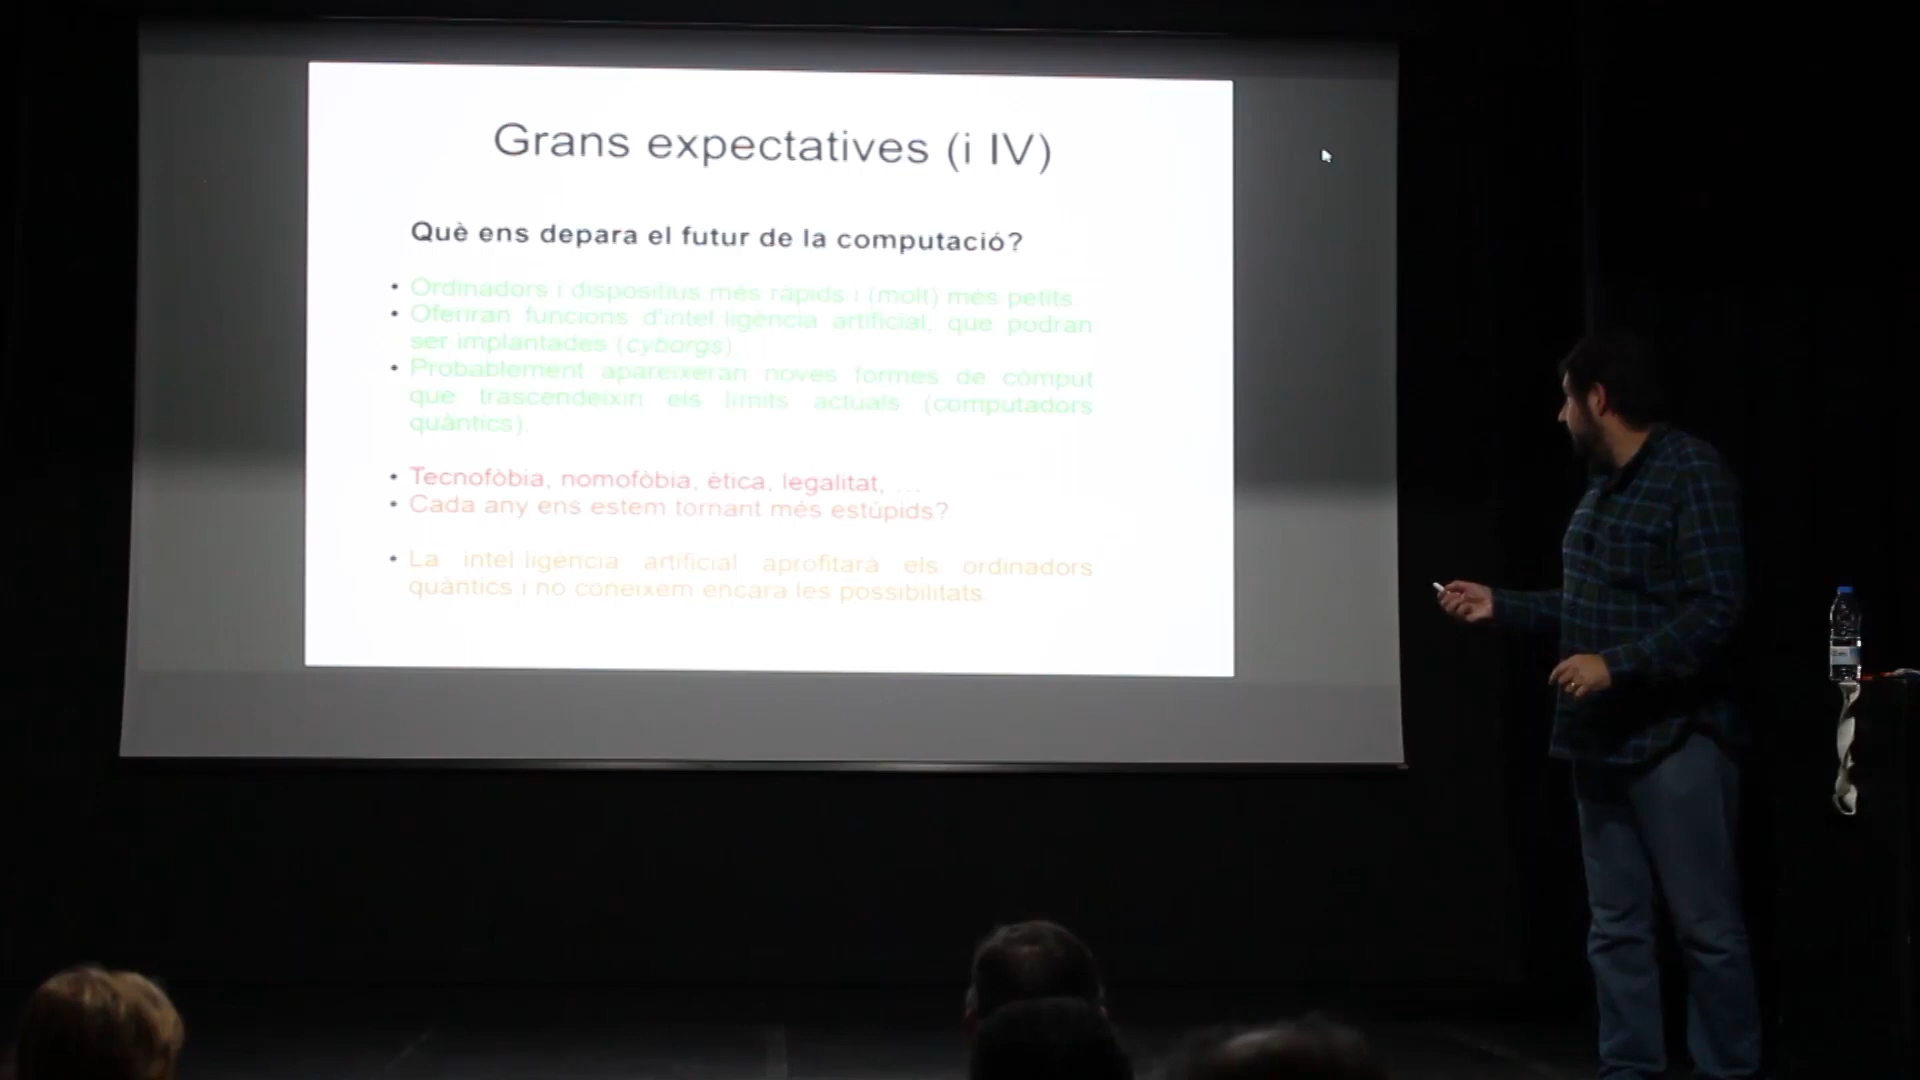 Grans expectatives (i IV)
Què ens depara el futur de la computació?
• Ordinadors i dispositius més ràpids i (molt) més petits.
• Oferiran funcions d'intel·ligència artificial, que podran
ser implantades (cyborgs).
• Probablement apareixeran noves formes de còmput
que trascendeixin els límits actuals (computadors
quàntics).
• Tecnofòbia, nomofòbia, ètica, legalitat, ...
• Cada any ens estem tornant més estúpids?
• La intel·ligència artificial aprofitarà els ordinadors
quàntics i no coneixem encara les possibilitats.